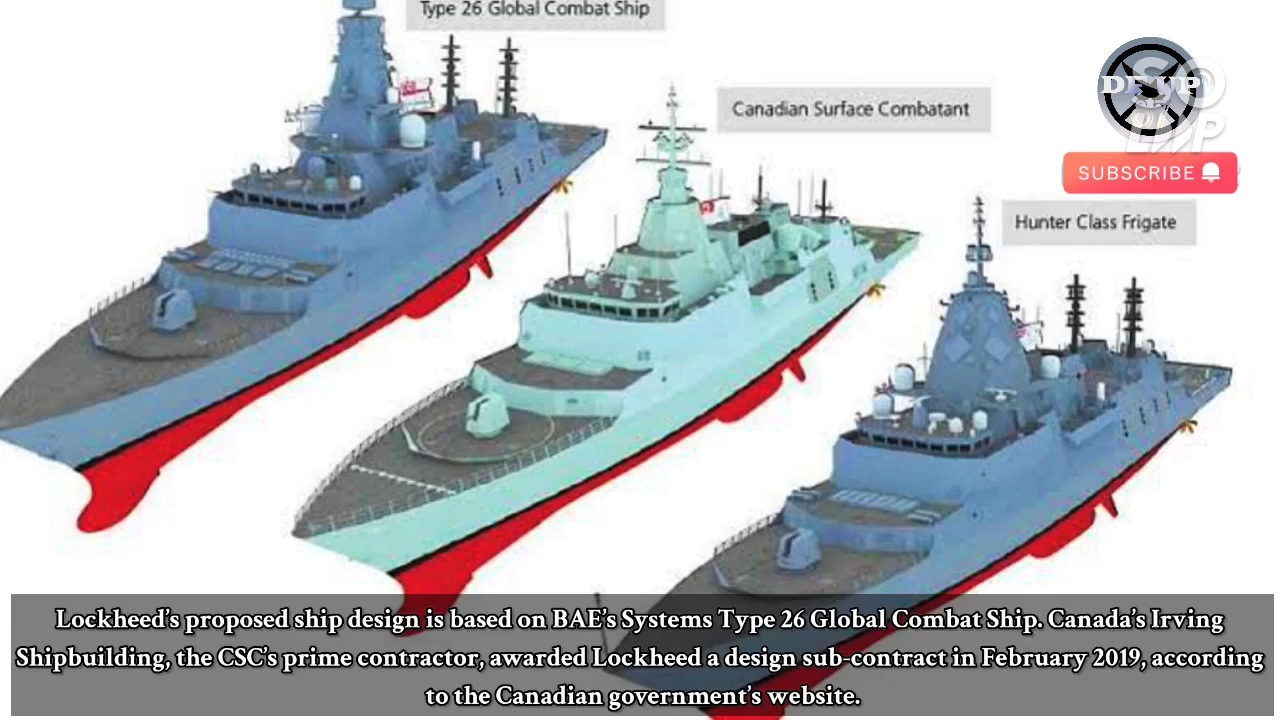 Type 26 Global Combat Ship
Canadian Surface Combatant
DEMP
SUBSCRIBE
Hunter Class Frigate
Lockheed's proposed ship design is based on BAE's Systems Type 26 Global Combat Ship. Canada's Irving
Shipbuilding, the CSC's prime contractor, awarded Lockheed a design sub-contract in February 2019, according
to the Canadian government's website.